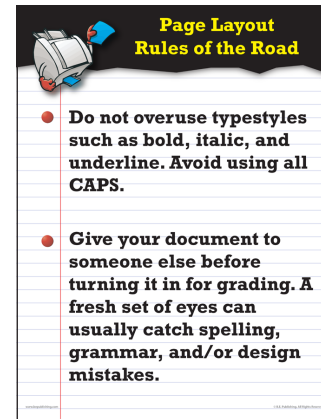 Page Layout
Rules of the Road
Do not overuse typestyles
such as bold, italic, and
underline. Avoid using all
CAPS.
Give your document to
someone else before
turning it in for grading. A
fresh set of eyes can
usually catch spelling,
grammar, and/or design
mistakes.